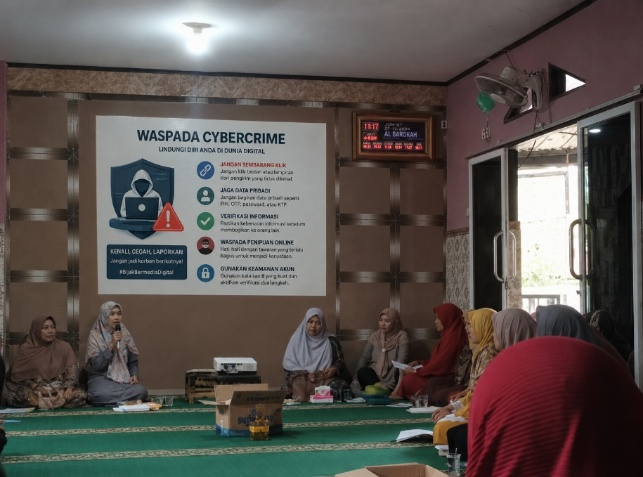 WASPADA CYBERCRIME
LINDUNGI DIRI ANDA DI DUNIA DIGITAL
JANGAN SEMBARANG KLIK
Jangan klik tautan atau lampiran
dari pengirim yang tidak dikenal.
JAGA DATA PRIBADI
Jangan bagikan data pribadi seperti
PIN, OTP, password, atau KTP.
VERIFIKASI INFORMASI
Pastikan kebenaran informasi sebelum
membagikan ke orang lain.
WASPADA PENIPUAN ONLINE
Hati-hati dengan tawaran yang terlalu
bagus untuk menjadi kenyataan.
GUNAKAN KEAMANAN AKUN
Gunakan kata sandi yang kuat dan
aktifkan verifikasi dua langkah.
KENALI, CEGAH, LAPORKAN
Jangan jadi korban berikutnya!
#BijakBermediaDigital
11:17
AL BAROKAH